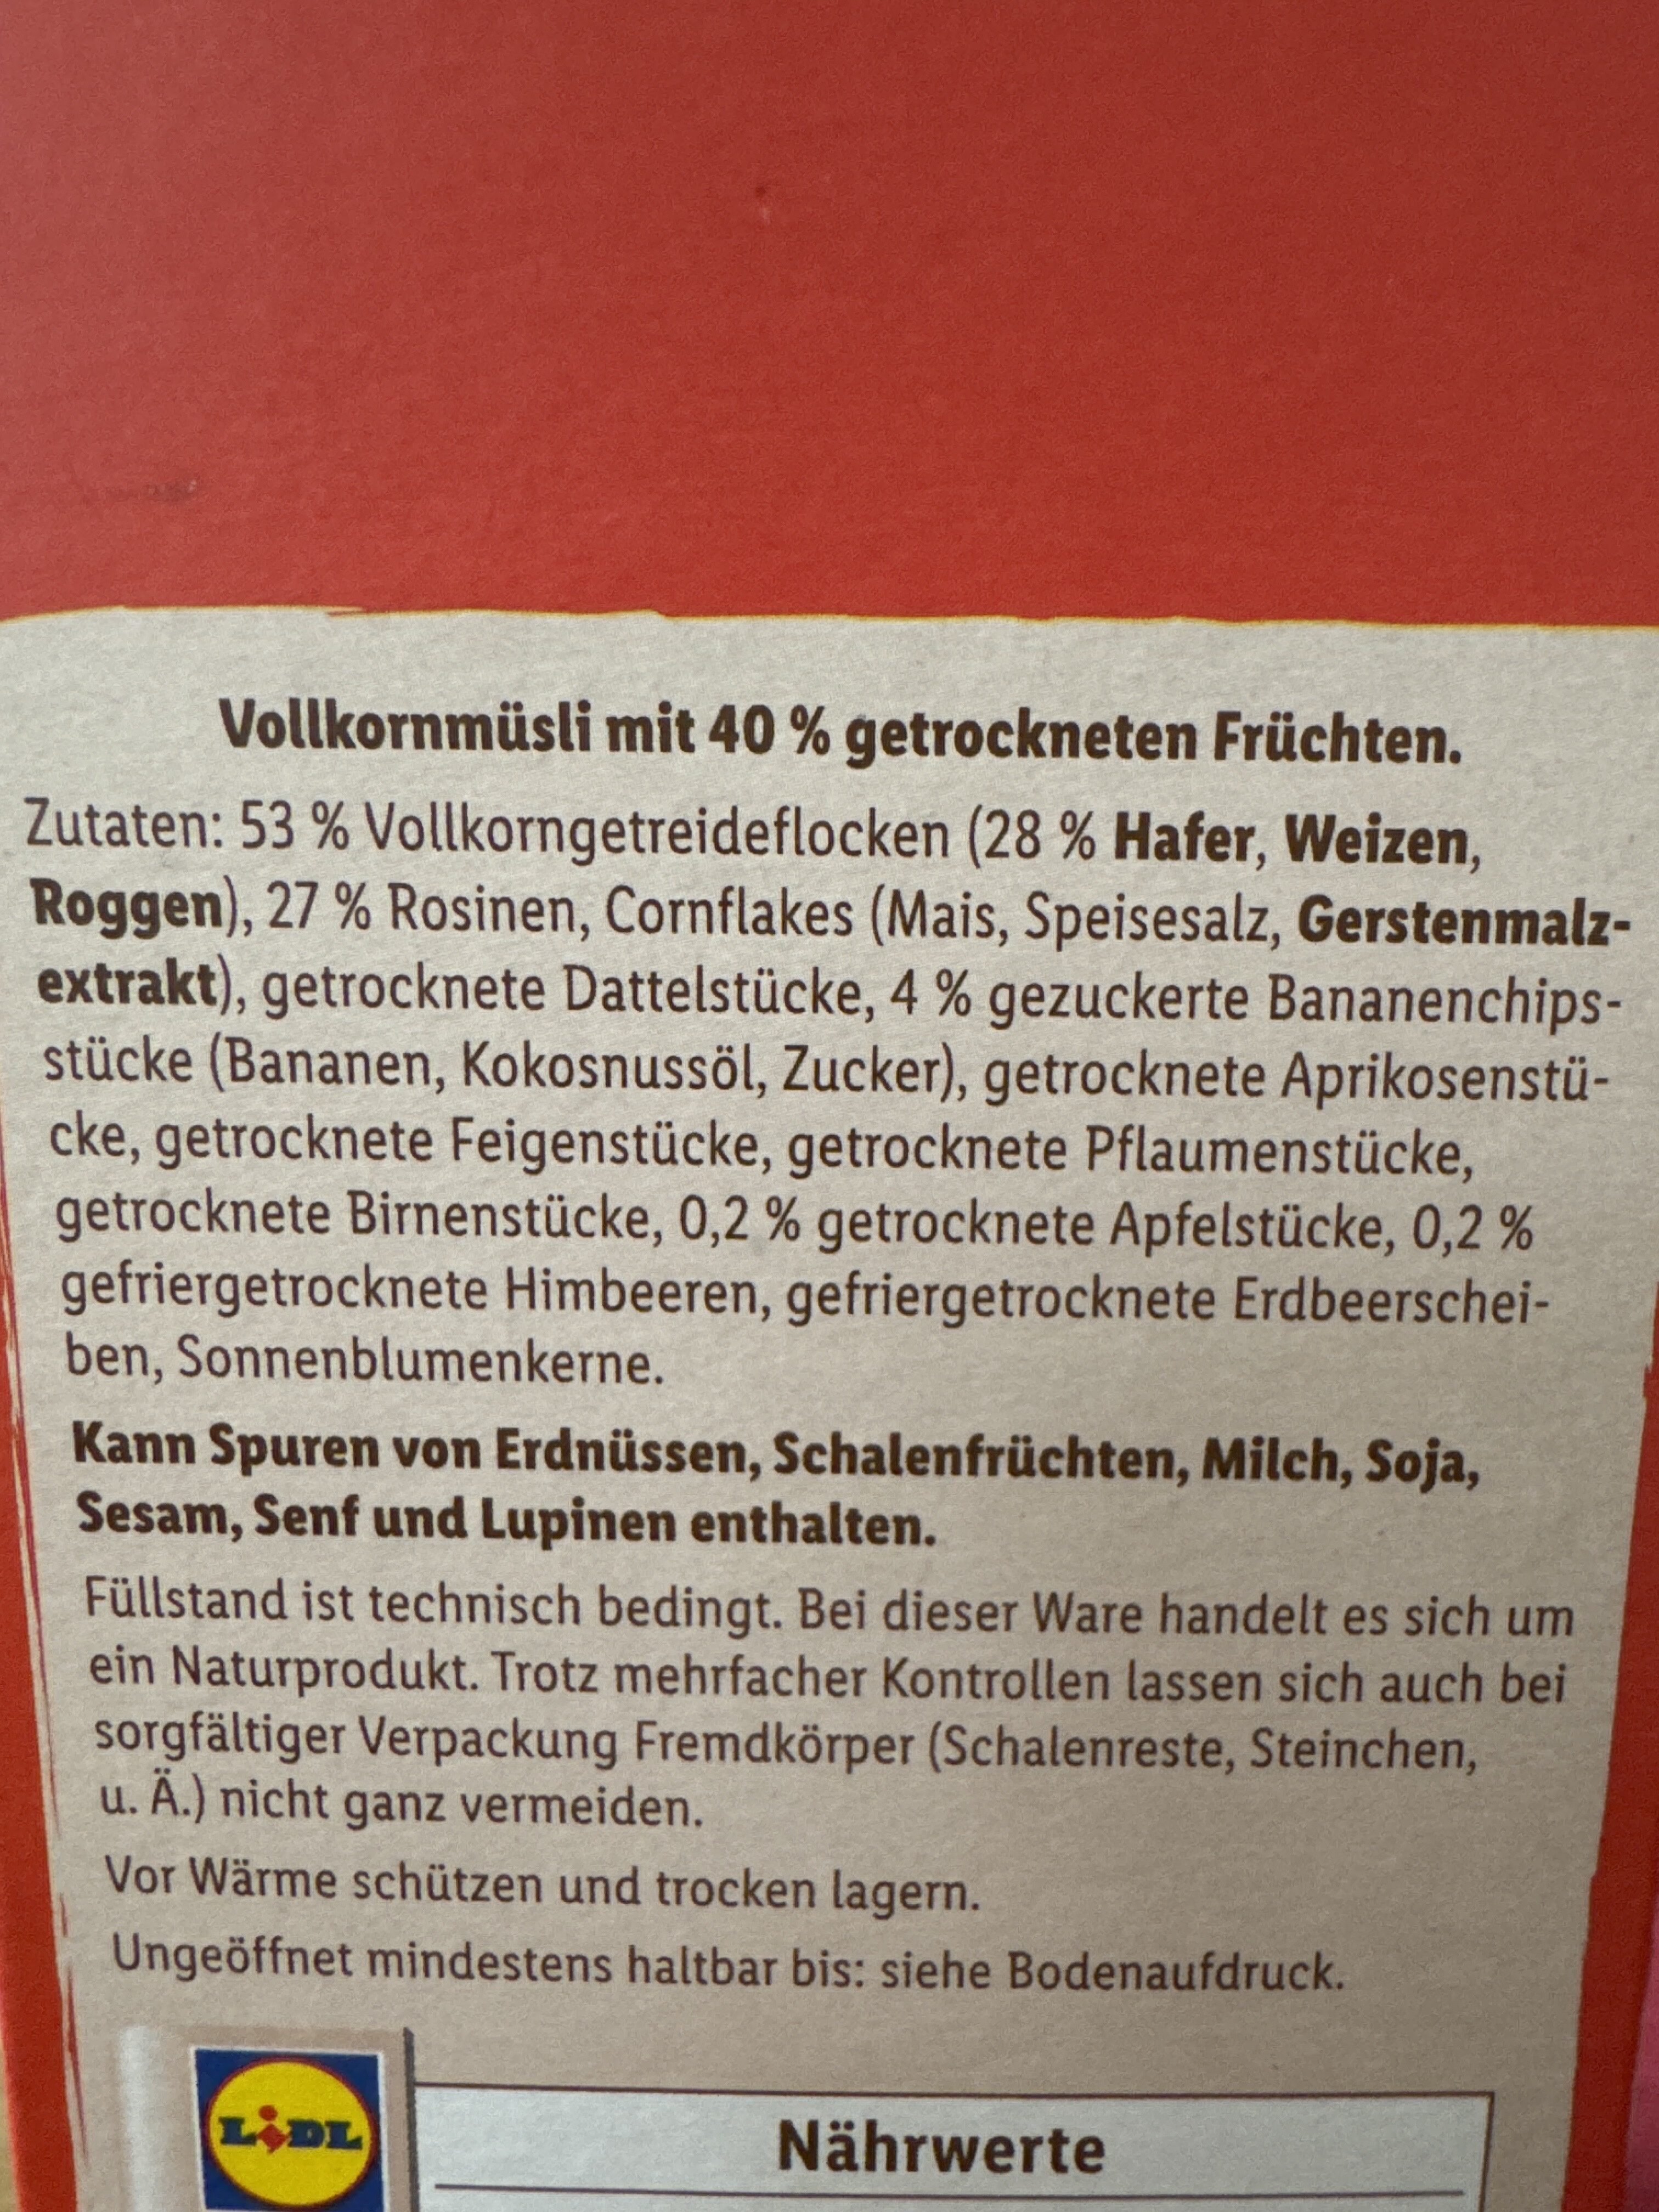 Vollkornmüsli mit 40 % getrockneten Früchten.
Zutaten: 53 % Vollkorngetreideflocken (28 % Hafer, Weizen,
Roggen), 27 % Rosinen, Cornflakes (Mais, Speisesalz, Gerstenmalz-
extrakt), getrocknete Dattelstücke, 4 % gezuckerte Bananenchips-
stücke (Bananen, Kokosnussöl, Zucker), getrocknete Aprikosenstü-
cke, getrocknete Feigenstücke, getrocknete Pflaumenstücke,
getrocknete Birnenstücke, 0,2 % getrocknete Apfelstücke, 0,2 %
gefriergetrocknete Himbeeren, gefriergetrocknete Erdbeerschei-
ben, Sonnenblumenkerne.
Kann Spuren von Erdnüssen, Schalenfrüchten, Milch, Soja,
Sesam, Senf und Lupinen enthalten.
Füllstand ist technisch bedingt. Bei dieser Ware handelt es sich um
ein Naturprodukt. Trotz mehrfacher Kontrollen lassen sich auch bei
sorgfältiger Verpackung Fremdkörper (Schalenreste, Steinchen,
u. Ä.) nicht ganz vermeiden.
Vor Wärme schützen und trocken lagern.
Ungeöffnet mindestens haltbar bis: siehe Bodenaufdruck.
LiDL
Nährwerte